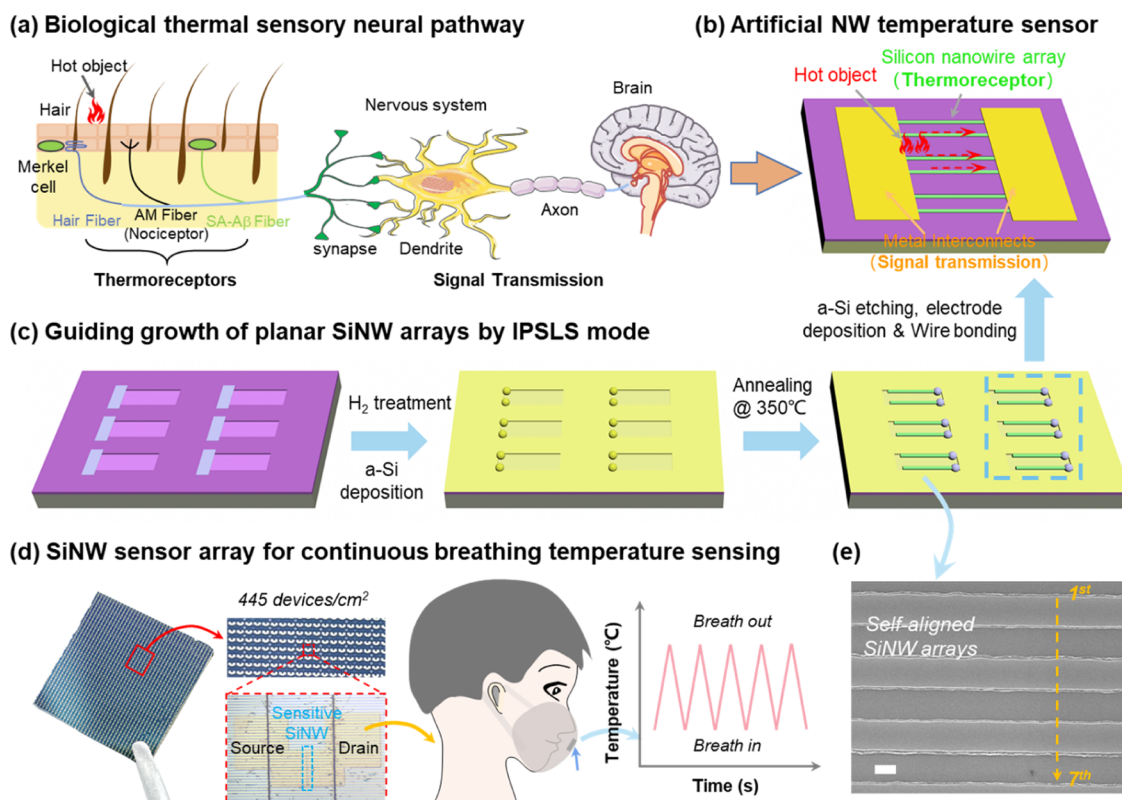 (a) Biological thermal sensory neural pathway
Hot object
Hair
Merkel
cell
Hair Fiber
AM Fiber
(Nociceptor)
SA-Aβ Fiber
Thermoreceptors
Nervous system
synapse
Dendrite
Axon
Brain
Signal Transmission
(b) Artificial NW temperature sensor
Silicon nanowire array
(Thermoreceptor)
Hot object
Metal Interconnects
(Signal transmission)
a-Si etching, electrode
deposition & Wire bonding
(c) Guiding growth of planar SiNW arrays by IPSLS mode
H2 treatment
a-Si
deposition
Annealing
@ 350℃
(d) SiNW sensor array for continuous breathing temperature sensing
445 devices/cm²
Sensitive
SiNW
Source
Drain
Temperature (℃)
Breath out
Breath in
Time (s)
(e)
1st
Self-aligned
SiNW arrays
7th